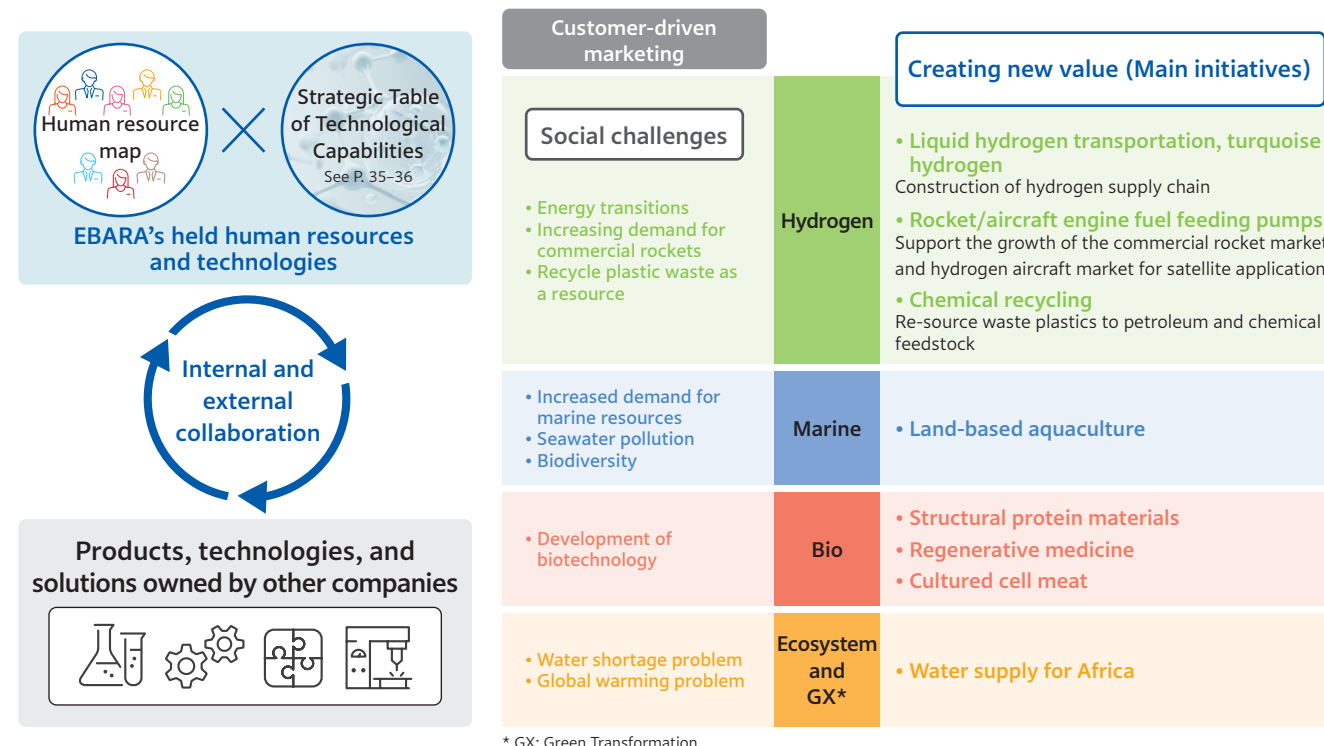 Human resource
map
Strategic Table
of Technological
Capabilities
See P. 35–36
EBARA's held human resources
and technologies
Internal and
external
collaboration
Products, technologies, and
solutions owned by other companies
Customer-driven
marketing
Social challenges
Creating new value (Main initiatives)
• Energy transitions
• Increasing demand for
commercial rockets
• Recycle plastic waste as
a resource
Hydrogen
• Liquid hydrogen transportation, turquoise
hydrogen
Construction of hydrogen supply chain
• Rocket/aircraft engine fuel feeding pumps
Support the growth of the commercial rocket market
and hydrogen aircraft market for satellite application
• Chemical recycling
Re-source waste plastics to petroleum and chemical
feedstock
• Increased demand for
marine resources
• Seawater pollution
• Biodiversity
Marine
• Land-based aquaculture
• Development of
biotechnology
Bio
• Structural protein materials
• Regenerative medicine
• Cultured cell meat
• Water shortage problem
• Global warming problem
Ecosystem
and
GX*
• Water supply for Africa
* GX: Green Transformation